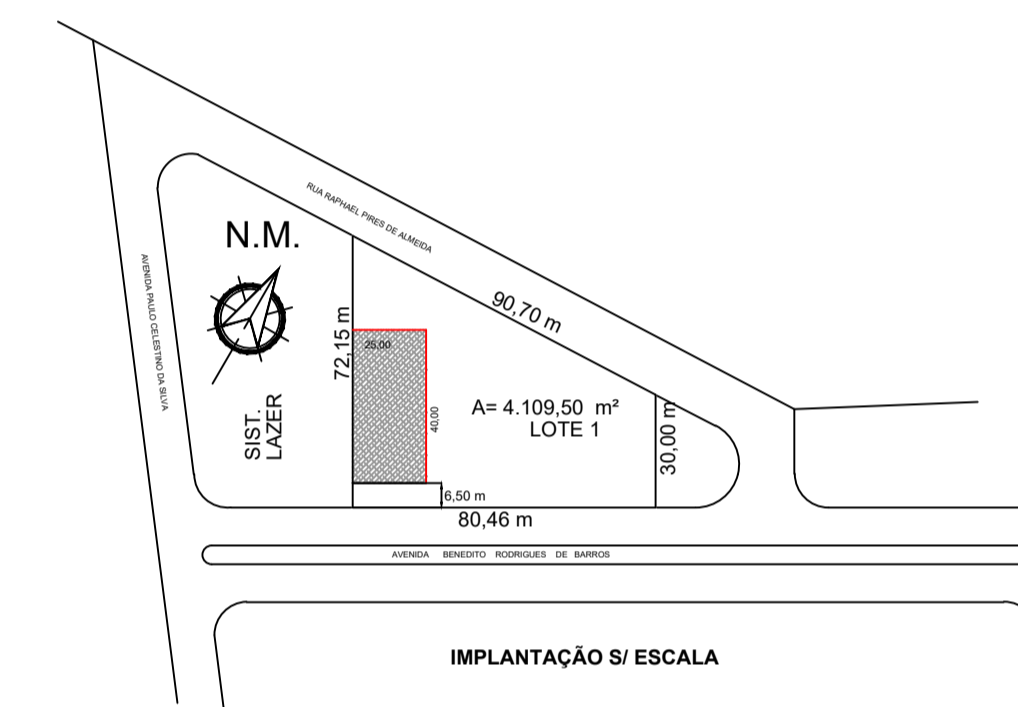 RUA RAPHAEL PIRES DE ALMEIDA
N.M.
AVENIDA PAULO CELESTINO DA SILVA
90,70 m
72,15 m
25,00
SIST.
LAZER
40,00
A= 4.109,50 m²
LOTE 1
30,00 m
6,50 m
80,46 m
AVENIDA BENEDITO RODRIGUES DE BARROS
IMPLANTAÇÃO S/ ESCALA